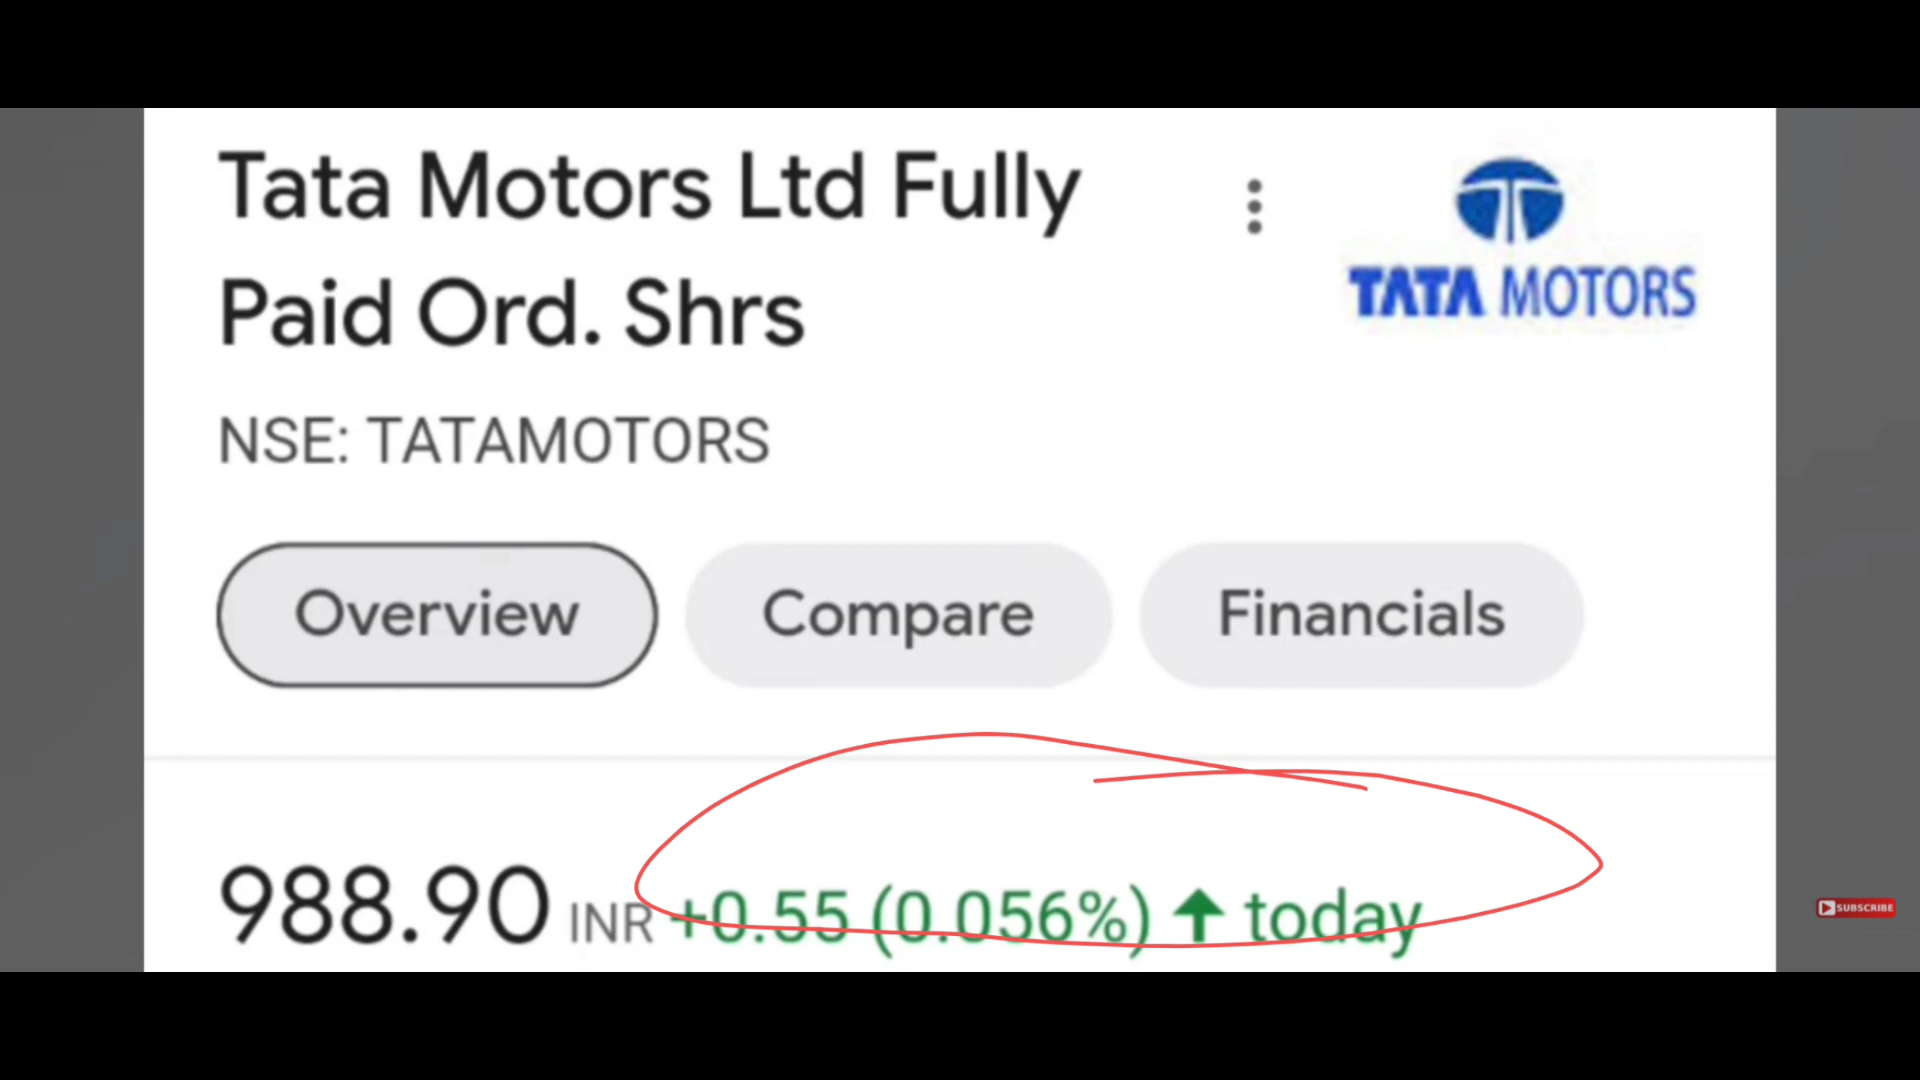 Tata Motors Ltd Fully
Paid Ord. Shrs
TATA MOTORS
NSE: TATAMOTORS
Overview Compare Financials
988.90 INR +0.55 (0.056%) ↑ today
SUBSCRIBE